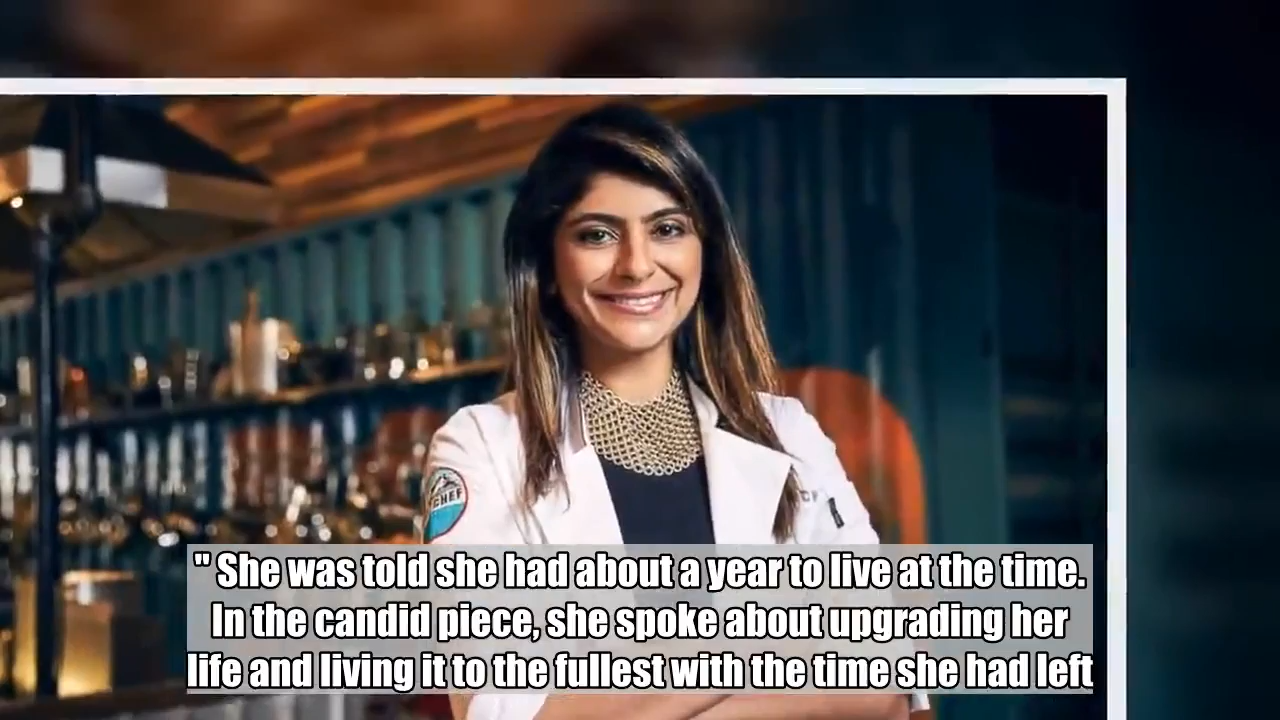 CHEF
" She was told she had about a year to live at the time.
In the candid piece, she spoke about upgrading her
life and living it to the fullest with the time she had left